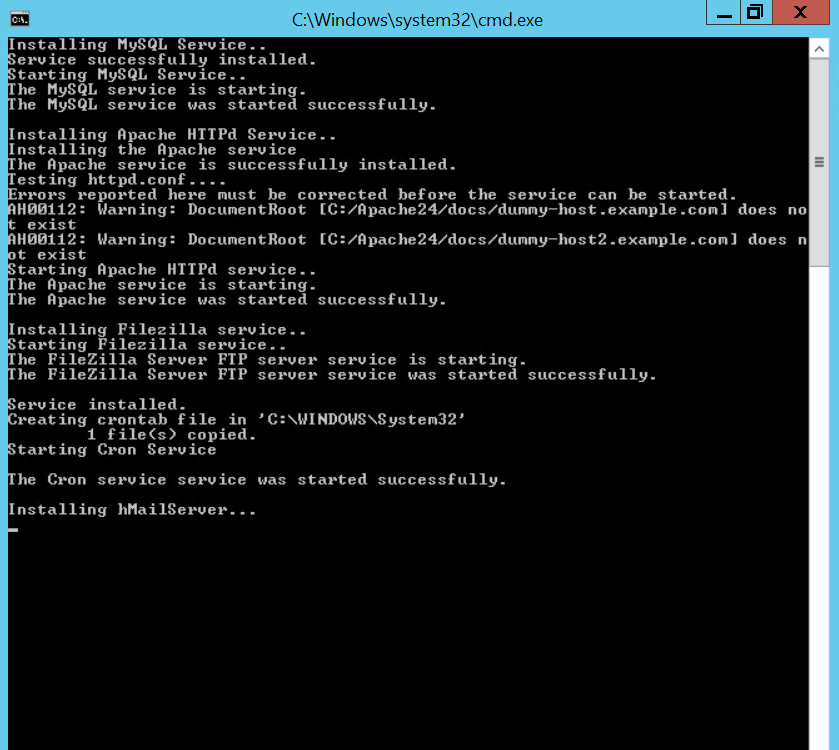 C:\Windows\system32\cmd.exe
Installing MySQL Service..
Service successfully installed.
Starting MySQL Service..
The MySQL service is starting.
The MySQL service was started successfully.
Installing Apache HTTPd Service..
Installing the Apache service
The Apache service is successfully installed.
Testing httpd.conf....
Errors reported here must be corrected before the service can be started.
AH00112: Warning: DocumentRoot [C:/Apache24/docs/dummy-host.example.com] does no
t exist
AH00112: Warning: DocumentRoot [C:/Apache24/docs/dummy-host2.example.com] does n
ot exist
Starting Apache HTTPd service..
The Apache service is starting.
The Apache service was started successfully.
Installing Filezilla service..
Starting Filezilla service..
The FileZilla Server FTP server service is starting.
The FileZilla Server FTP server service was started successfully.
Service installed.
Creating crontab file in 'C:\WINDOWS\System32'
1 file(s) copied.
Starting Cron Service
The Cron service service was started successfully.
Installing hMailServer...